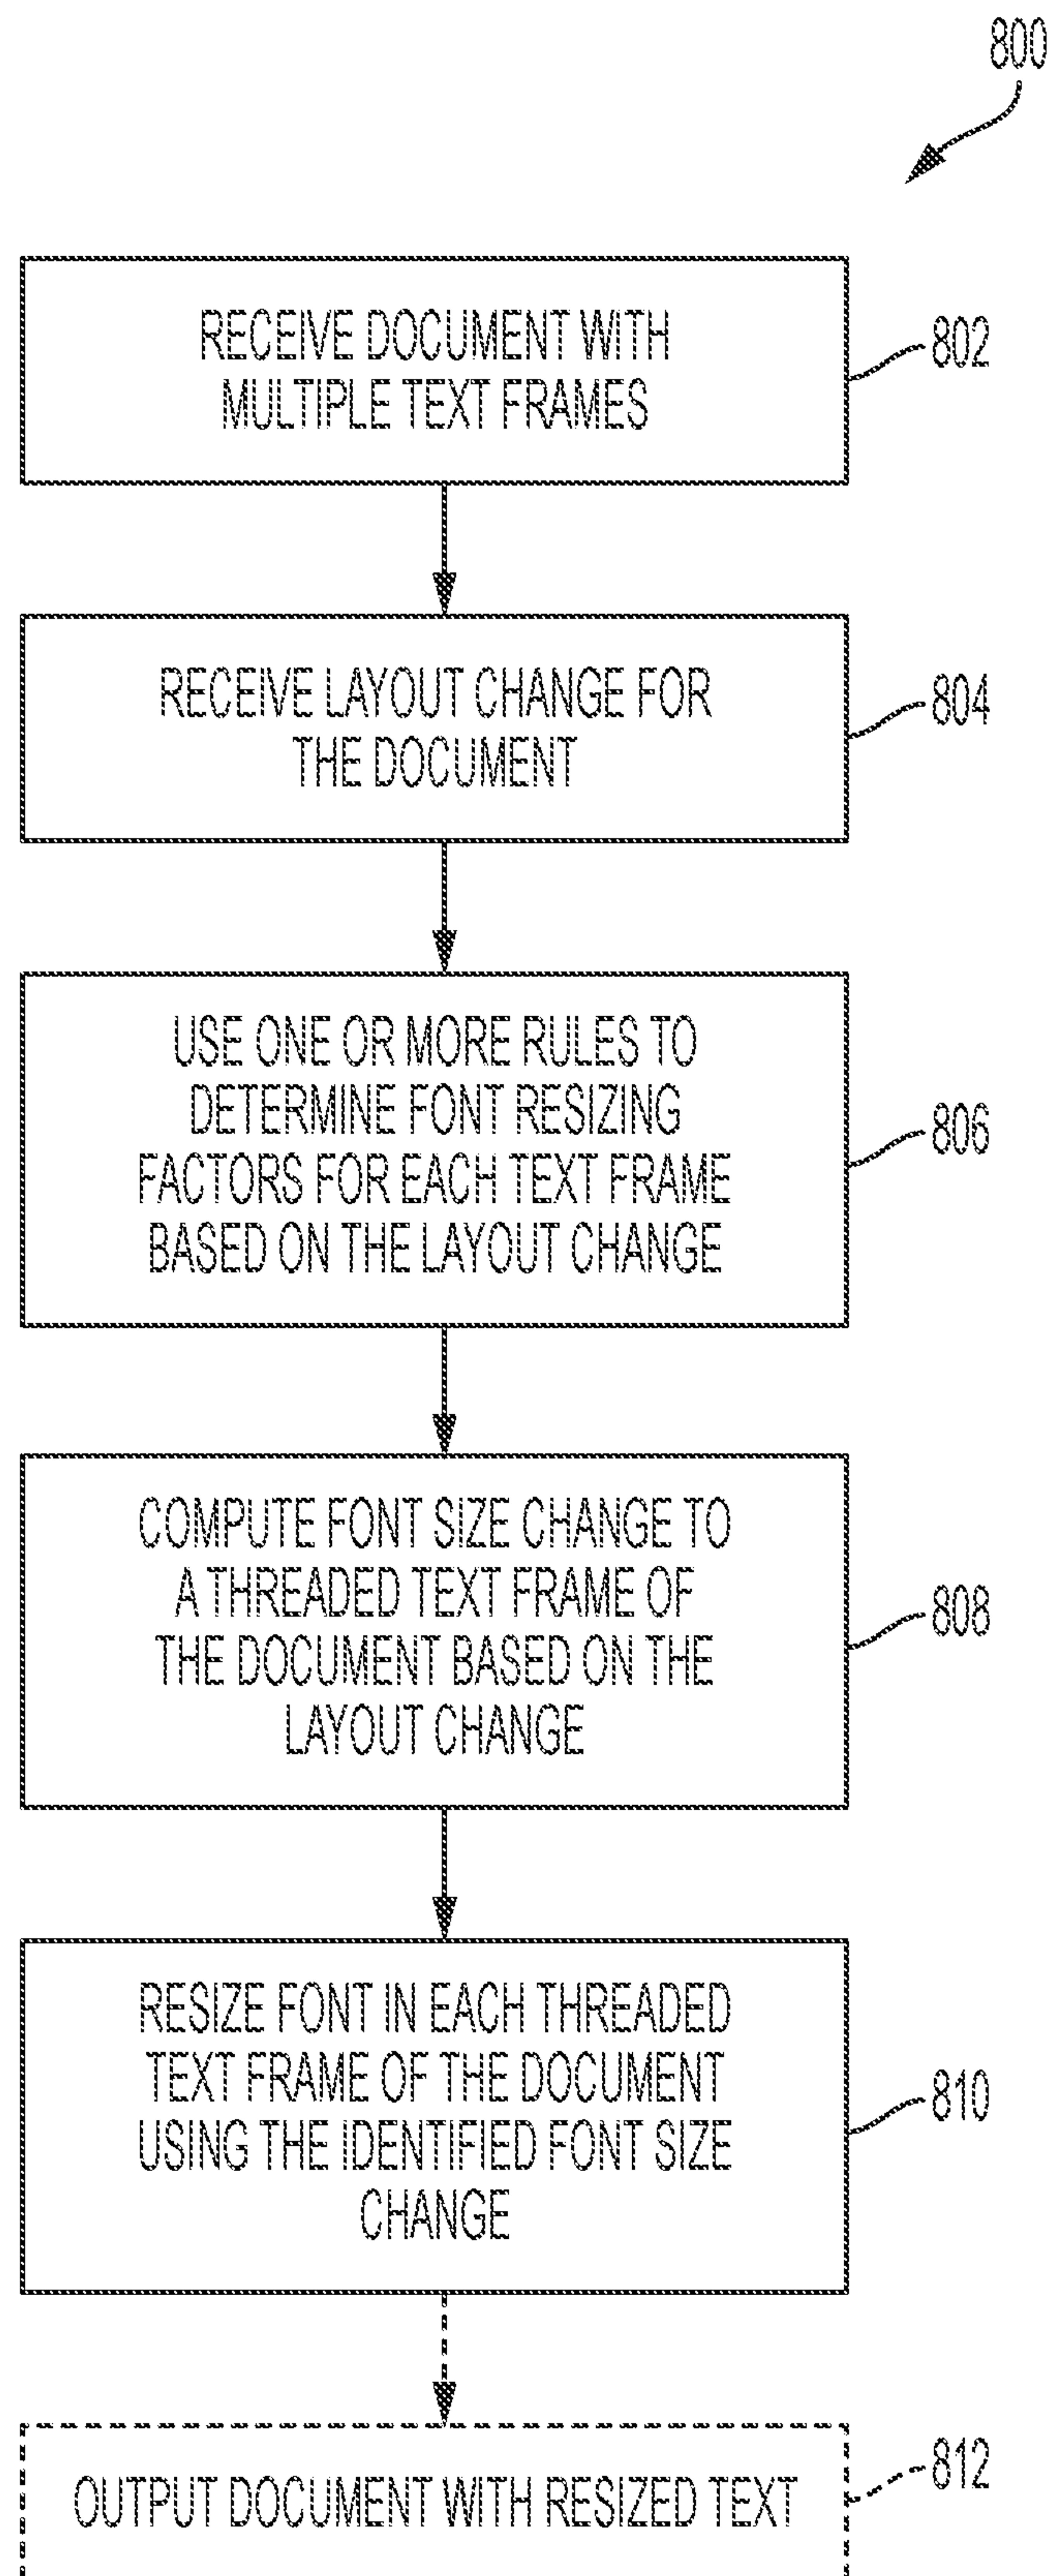 800
RECEIVE DOCUMENT WITH
MULTIPLE TEXT FRAMES
802
RECEIVE LAYOUT CHANGE FOR
THE DOCUMENT
804
USE ONE OR MORE RULES TO
DETERMINE FONT RESIZING
FACTORS FOR EACH TEXT FRAME
BASED ON THE LAYOUT CHANGE
806
COMPUTE FONT SIZE CHANGE TO
A THREADED TEXT FRAME OF
THE DOCUMENT BASED ON THE
LAYOUT CHANGE
808
RESIZE FONT IN EACH THREADED
TEXT FRAME OF THE DOCUMENT
USING THE IDENTIFIED FONT SIZE
CHANGE
810
OUTPUT DOCUMENT WITH RESIZED TEXT
812